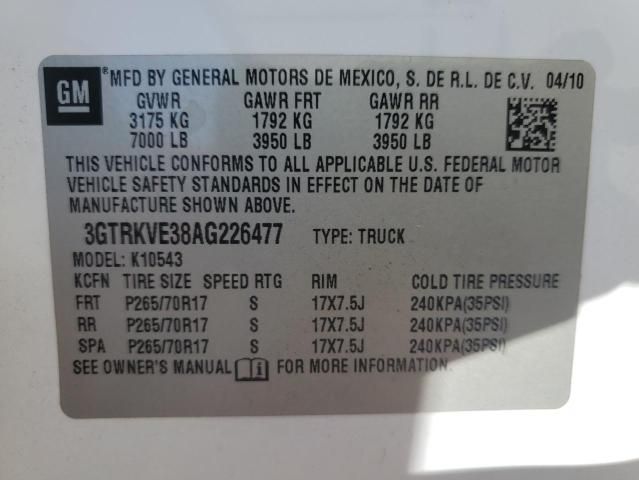 GM ® MFD BY GENERAL MOTORS DE MEXICO, S. DE R.L. DE C.V. 04/10
GVWR GAWR FRT GAWR RR
3175 KG 1792 KG 1792 KG
7000 LB 3950 LB 3950 LB
THIS VEHICLE CONFORMS TO ALL APPLICABLE U.S. FEDERAL MOTOR
VEHICLE SAFETY STANDARDS IN EFFECT ON THE DATE OF
MANUFACTURE SHOWN ABOVE.
3GTRKVE38AG226477 TYPE: TRUCK
MODEL: K10543
KCFN TIRE SIZE SPEED RTG RIM COLD TIRE PRESSURE
FRT P265/70R17 S 17X7.5J 240KPA(35PSI)
RR P265/70R17 S 17X7.5J 240KPA(35PSI)
SPA P265/70R17 S 17X7.5J 240KPA(35PSI)
SEE OWNER'S MANUAL FOR MORE INFORMATION.